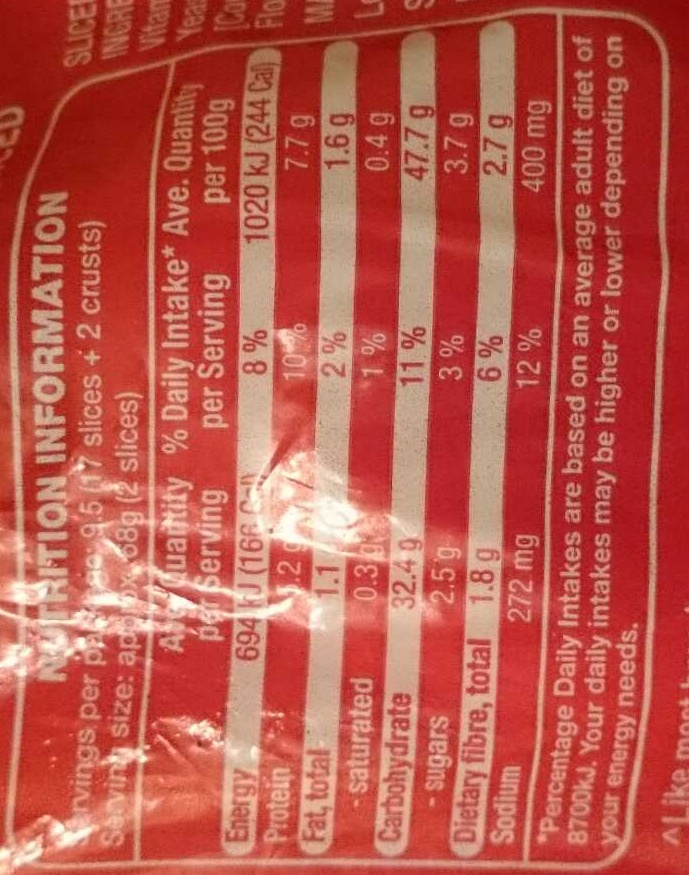 NUTRITION INFORMATION
Servings per package: 9.5 (17 slices + 2 crusts)
Serving size: approx. 68g (2 slices)
Ave. Quantity % Daily Intake* Ave. Quantity
per Serving per Serving per 100g
Energy 694 kJ (166 Cal) 8 % 1020 kJ (244 Cal)
Protein 5.2 g 10 % 7.7 g
Fat, total 1.1 2 % 1.6 g
- saturated 0.3 g 1 % 0.4 g
Carbohydrate 32.4 g 11 % 47.7 g
- sugars 2.5 g 3 % 3.7 g
Dietary fibre, total 1.8 g 6 % 2.7 g
Sodium 272 mg 12 % 400 mg
*Percentage Daily Intakes are based on an average adult diet of
8700kJ. Your daily intakes may be higher or lower depending on
your energy needs.
^Like most